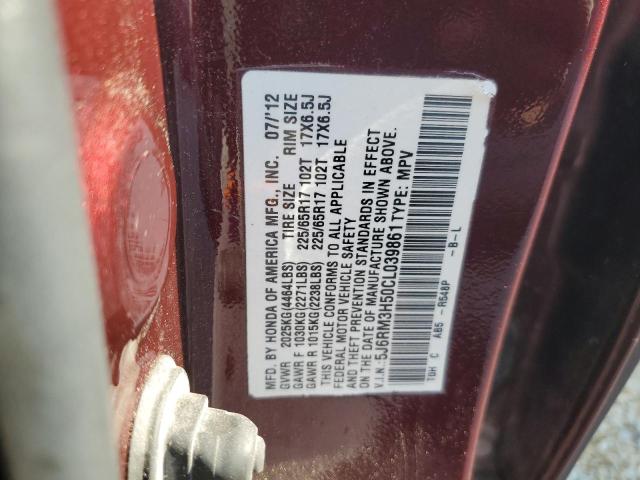 MFD. BY HONDA OF AMERICA MFG., INC. 07/'12
GVWR 2025KG(4464LBS) TIRE SIZE RIM SIZE
GAWR F 1030KG(2271LBS) 225/65R17 102T 17X6.5J
GAWR R 1015KG(2238LBS) 225/65R17 102T 17X6.5J
THIS VEHICLE CONFORMS TO ALL APPLICABLE
FEDERAL MOTOR VEHICLE SAFETY
AND THEFT PREVENTION STANDARDS IN EFFECT
ON THE DATE OF MANUFACTURE SHOWN ABOVE.
V.I.N.:5J6RM3H50CL039861 TYPE: MPV
TGH C AB5 - R548P - B - L